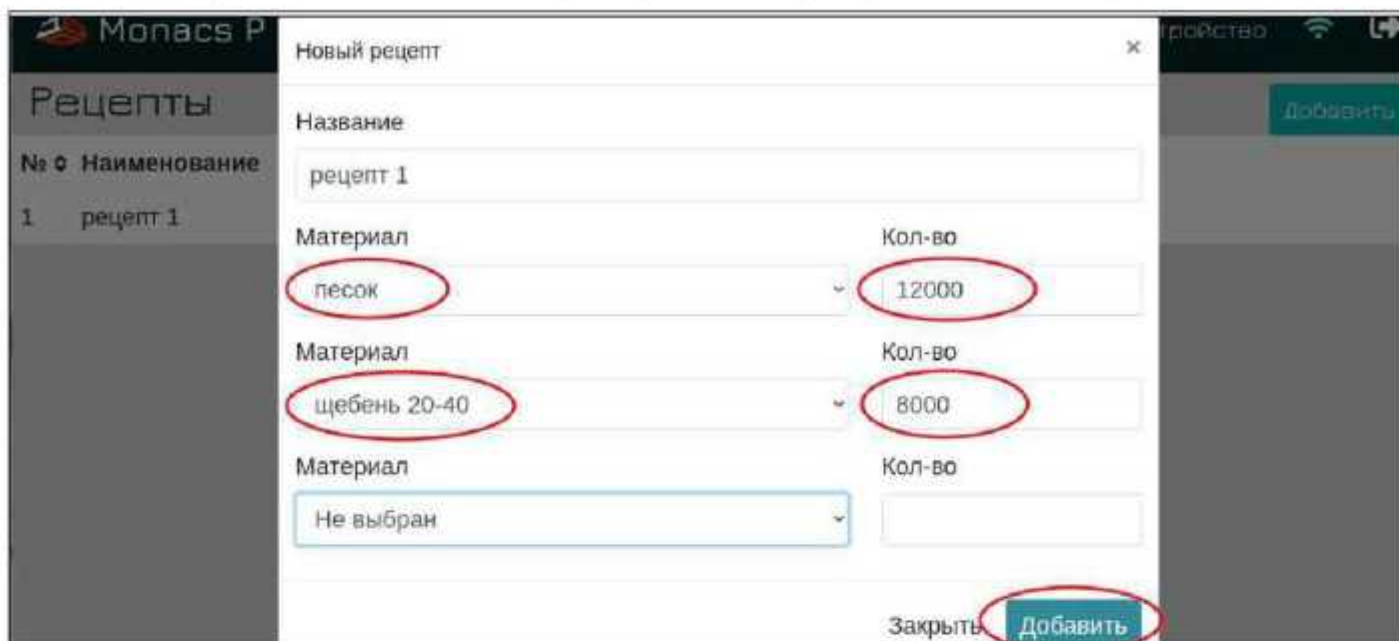 Monacs P
Новый рецепт
×
тройство
Рецепты
Добавить
Название
№ Наименование
рецепт 1
1 рецепт 1
Материал Кол-во
песок 12000
Материал Кол-во
щебень 20-40 8000
Материал Кол-во
Не выбран
Закрыть Добавить